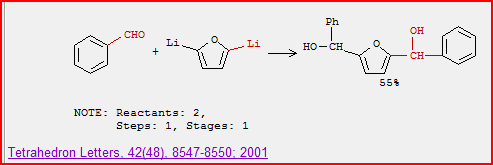 Ph
CHO
OH
Li
O
Li
HO
O
+
55%
NOTE: Reactants: 2,
Steps: 1, Stages: 1
Tetrahedron Letters, 42(48), 8547-8550; 2001